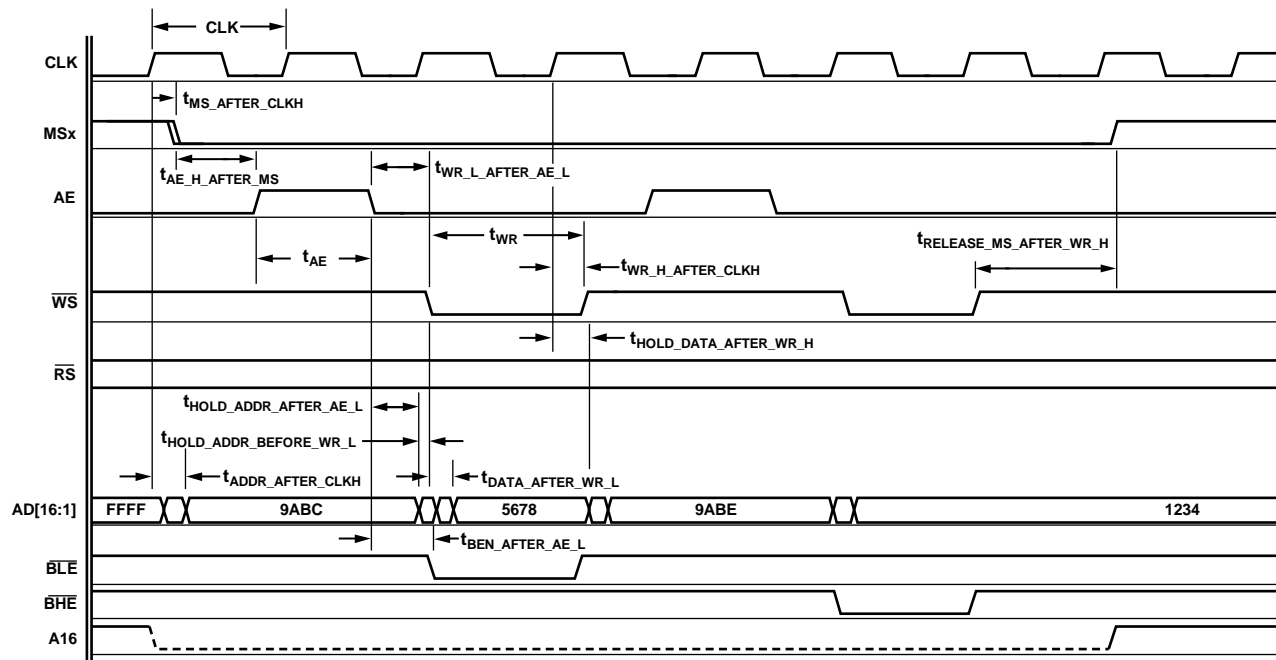 CLK
CLK
tMS_AFTER_CLKH
MSx
tAE_H_AFTER_MS
tWR_L_AFTER_AE_L
AE
tWR
tRELEASE_MS_AFTER_WR_H
tAE
tWR_H_AFTER_CLKH
WS
tHOLD_DATA_AFTER_WR_H
RS
tHOLD_ADDR_AFTER_AE_L
tHOLD_ADDR_BEFORE_WR_L
tADDR_AFTER_CLKH
tDATA_AFTER_WR_L
AD[16:1] FFFF 9ABC 5678 9ABE 1234
tBEN_AFTER_AE_L
BLE
BHE
A16